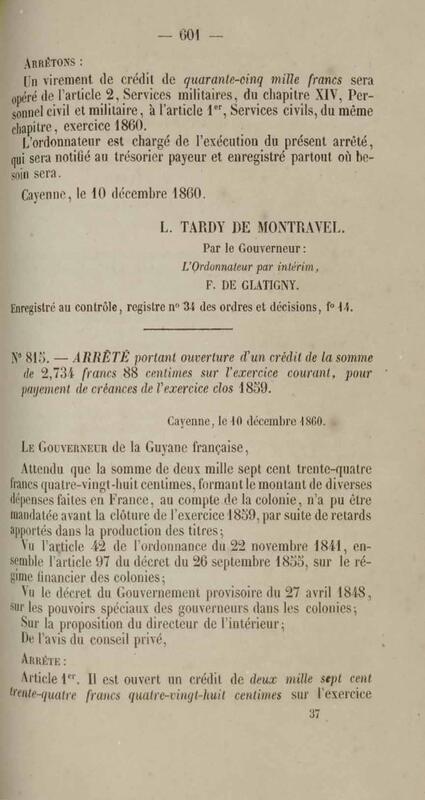 — 601 —
ARRÊTONS :
Un virement de crédit de quarante-cinq mille francs sera
opéré de l'article 2, Services militaires, du chapitre XIV, Per-
sonnel civil et militaire, à l'article 1er, Services civils, du même
chapitre, exercice 1860.
L'ordonnateur est chargé de l'exécution du présent arrêté,
qui sera notifié au trésorier payeur et enregistré partout où be-
soin sera.
Cayenne, le 10 décembre 1860.
L. TARDY DE MONTRAVEL.
Par le Gouverneur :
L'Ordonnateur par intérim,
F. DE GLATIGNY.
Enregistré au contrôle, registre n° 34 des ordres et décisions, f° 14.
N° 815. — ARRÊTÉ portant ouverture d'un crédit de la somme
de 2,734 francs 88 centimes sur l'exercice courant, pour
payement de créances de l'exercice clos 1859.
Cayenne, le 10 décembre 1860.
LE GOUVERNEUR de la Guyane française,
Attendu que la somme de deux mille sept cent trente-quatre
francs quatre-vingt-huit centimes, formant le montant de diverses
dépenses faites en France, au compte de la colonie, n'a pu être
mandatée avant la clôture de l'exercice 1859, par suite de retards
apportés dans la production des titres;
Vu l'article 42 de l'ordonnance du 22 novembre 1841, en-
semble l'article 97 du décret du 26 septembre 1855, sur le ré-
gime financier des colonies;
Vu le décret du Gouvernement provisoire du 27 avril 1848,
sur les pouvoirs spéciaux des gouverneurs dans les colonies;
Sur la proposition du directeur de l'intérieur;
De l'avis du conseil privé,
ARRÊTE :
Article 1er. Il est ouvert un crédit de deux mille sept cent
trente-quatre francs quatre-vingt-huit centimes sur l'exercice
37